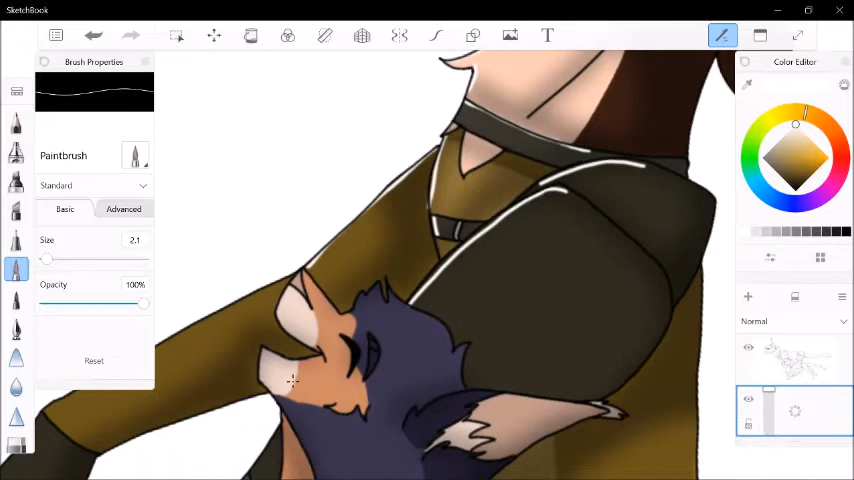 SketchBook
T
Brush Properties
Color Editor
Paintbrush
Standard
Basic
Advanced
Size
2.1
Opacity
100%
Reset
Normal